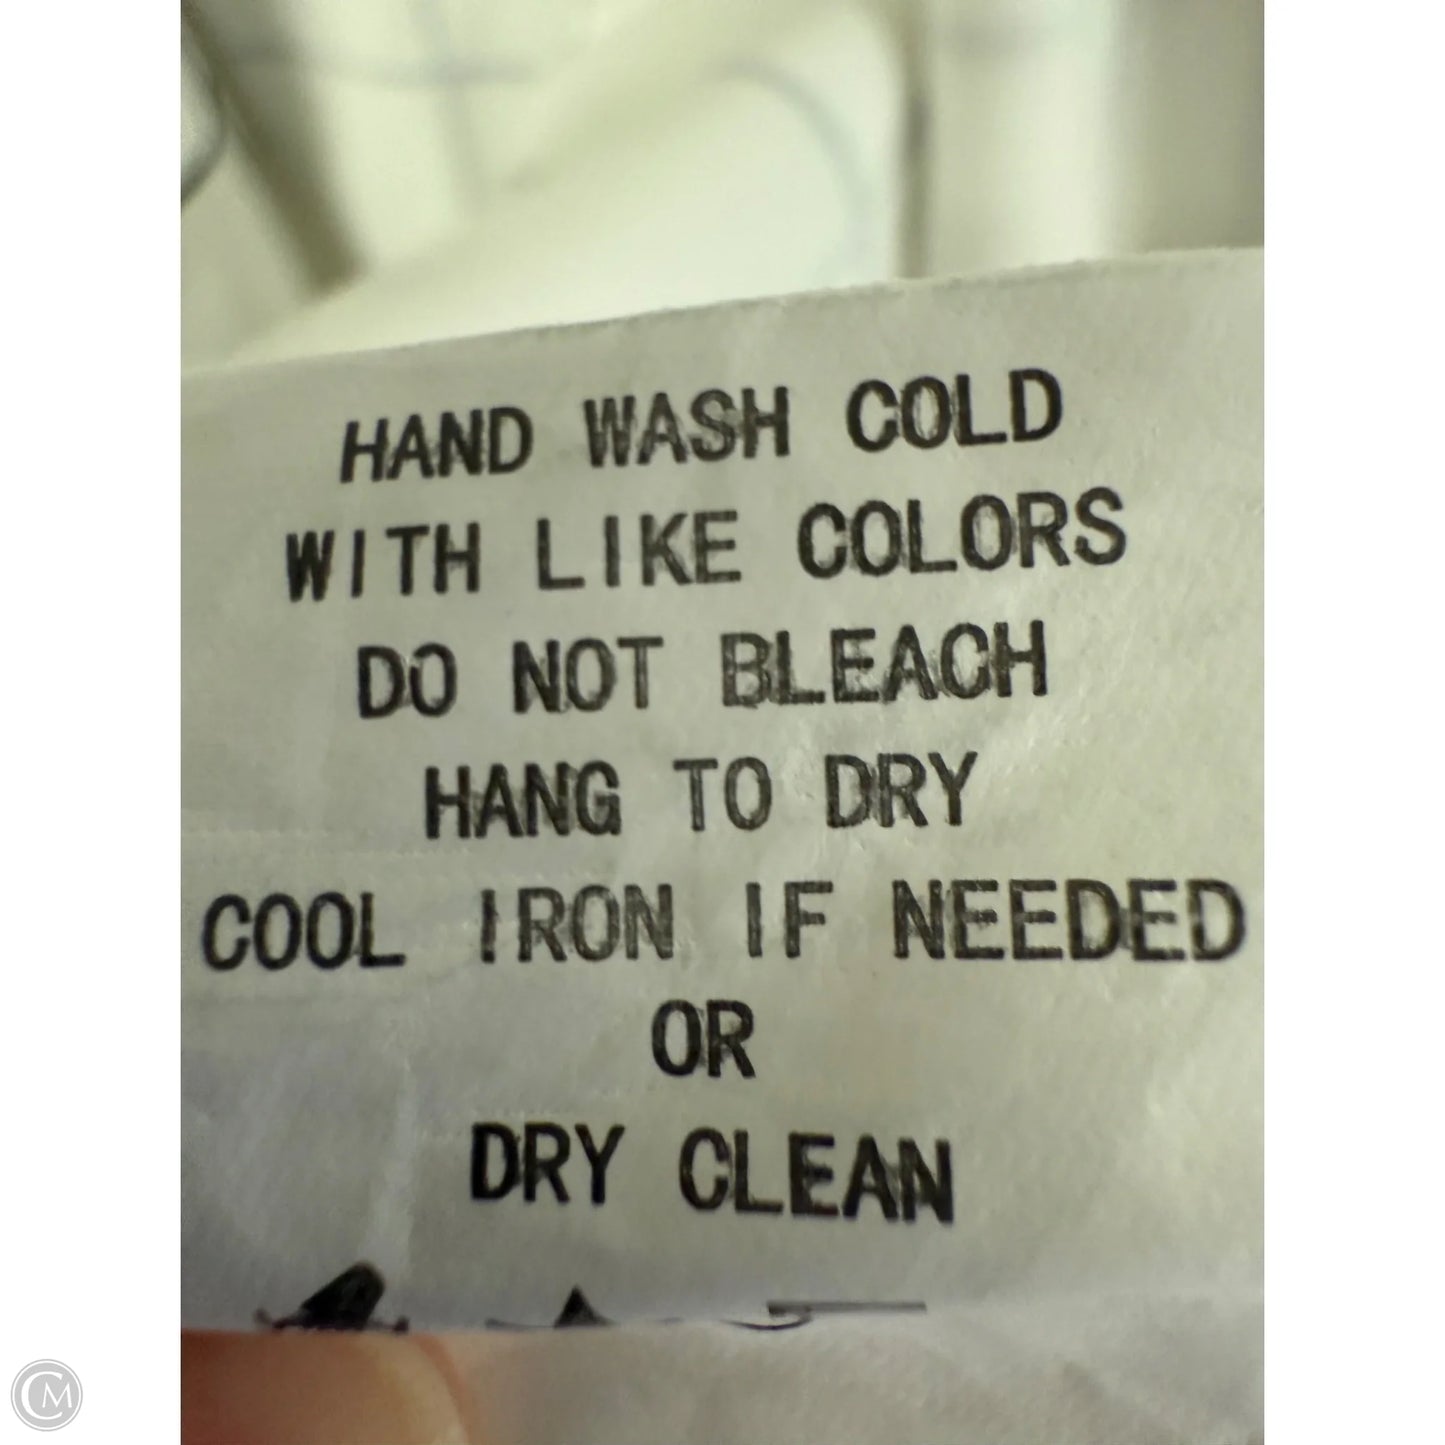 HAND WASH COLD
WITH LIKE COLORS
DO NOT BLEACH
HANG TO DRY
COOL IRON IF NEEDED
OR
DRY CLEAN
CM